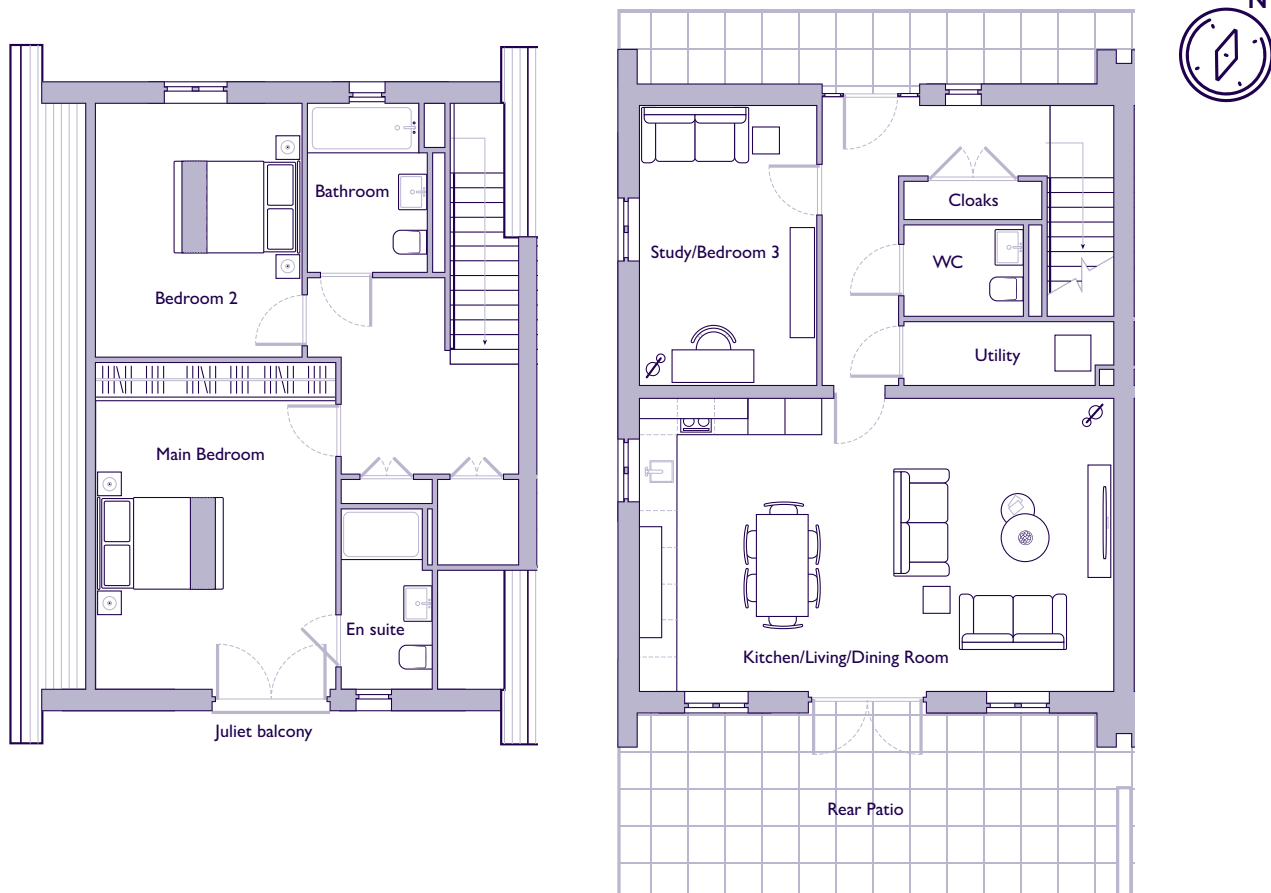 N
Bathroom
Bedroom 2
Main Bedroom
En suite
Juliet balcony
Cloaks
Study/Bedroom 3
WC
Utility
Kitchen/Living/Dining Room
Rear Patio